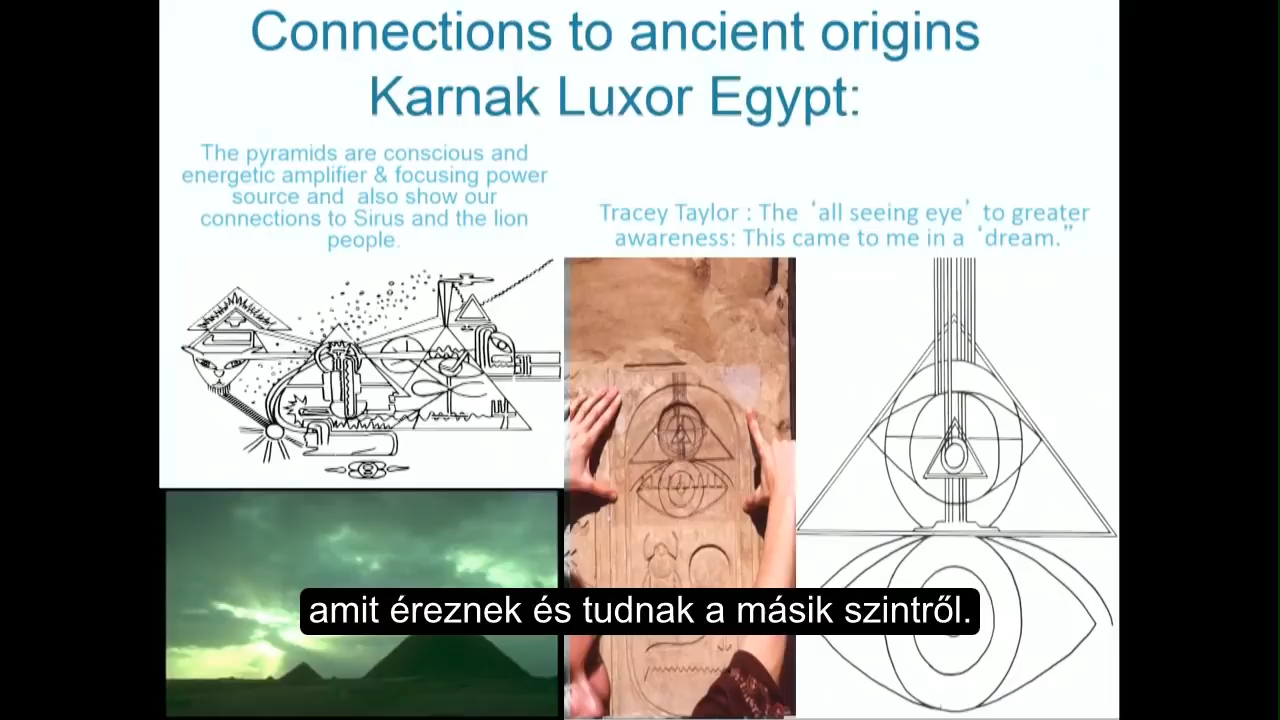 Connections to ancient origins
Karnak Luxor Egypt:
The pyramids are conscious and
energetic amplifier & focusing power
source and also show our
connections to Sirus and the lion
people.
Tracey Taylor : The ‘all seeing eye’ to greater
awareness: This came to me in a ‘dream.”
amit éreznek és tudnak a másik szintről.